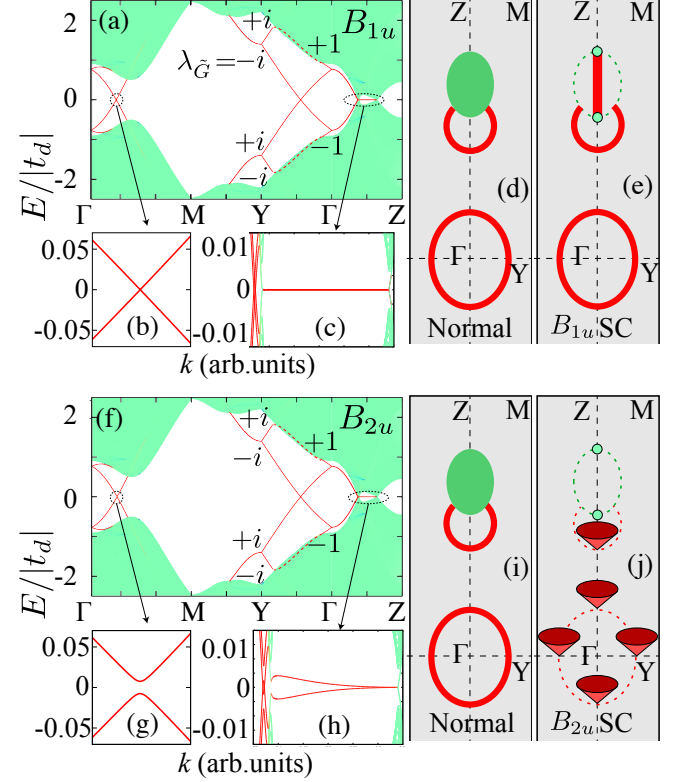 (a)
B1u
+i
+1
λG̃=−i
+i
−i
−1
2
0
-2
E/|td|
Γ M Y Γ Z
0.05
0
-0.05
(b)
0.01
0
-0.01
(c)
k (arb.units)
Z M
(d)
Γ
Y
Normal
Z M
(e)
Γ
Y
B1u SC
(f)
B2u
+i
+1
−i
+i
−i
−1
2
0
-2
E/|td|
Γ M Y Γ Z
0.05
0
-0.05
(g)
0.01
0
-0.01
(h)
k (arb.units)
Z M
(i)
Γ
Y
Normal
Z M
(j)
Γ
Y
B2u SC